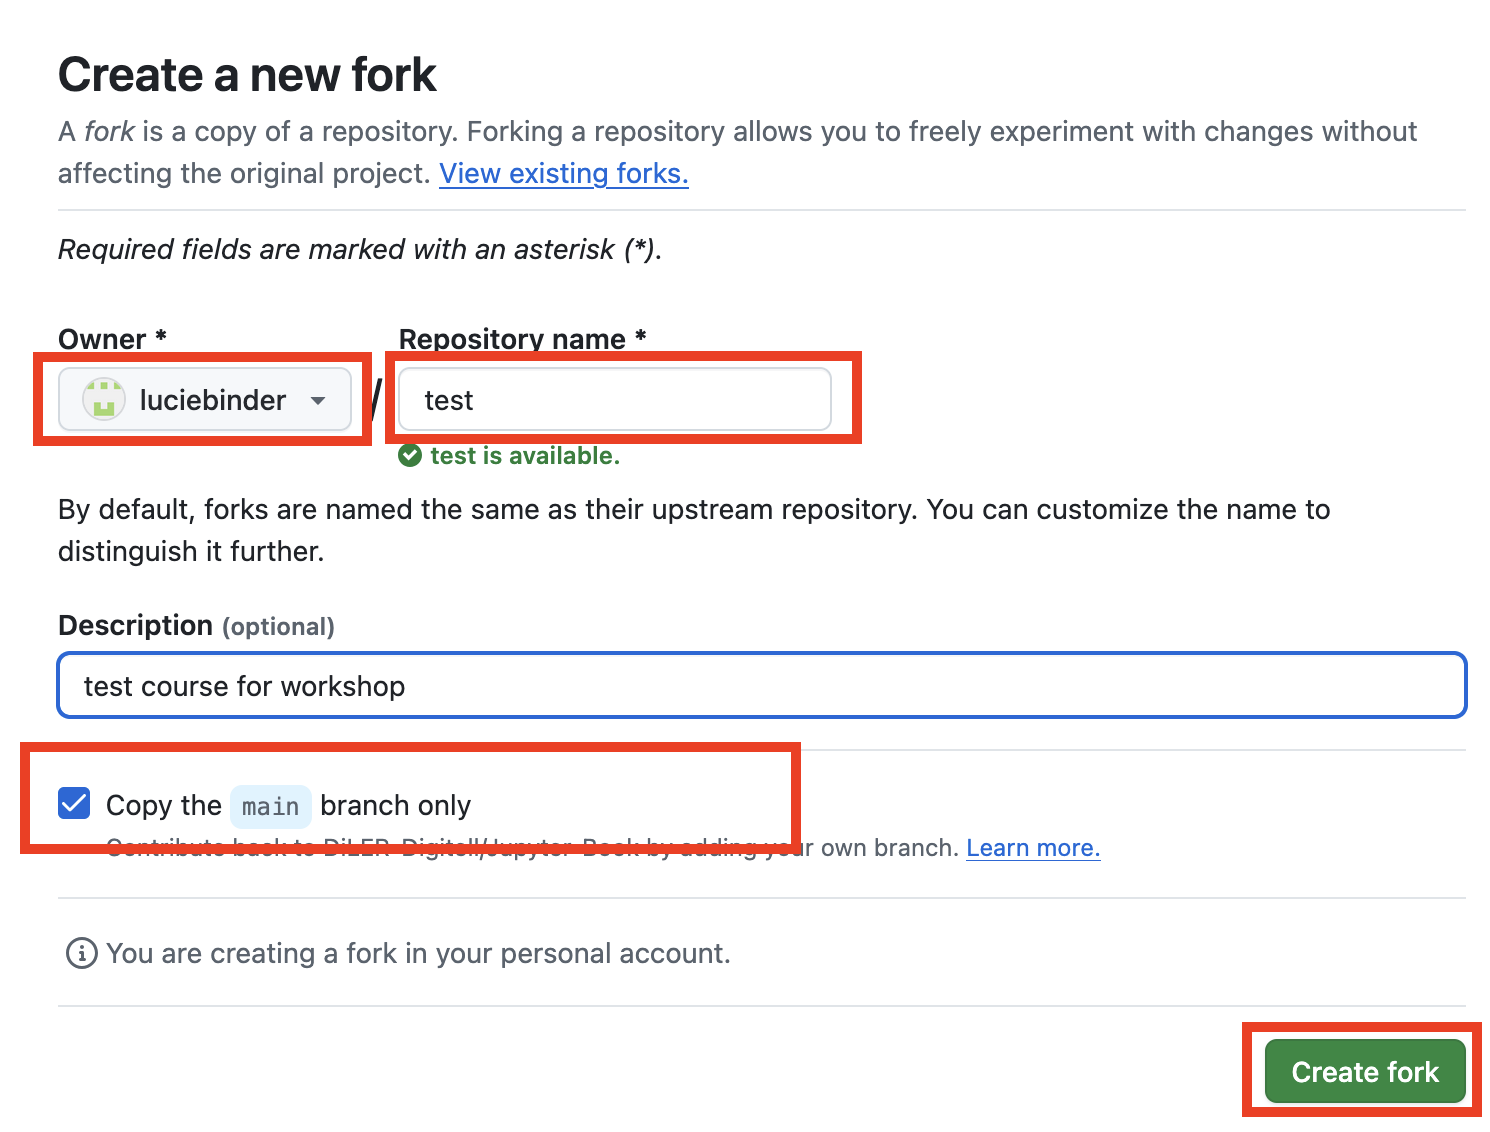 Create a new fork
A fork is a copy of a repository. Forking a repository allows you to freely experiment with changes without
affecting the original project. View existing forks.
Required fields are marked with an asterisk (*).
Owner *
Repository name *
luciebinder / test
test is available.
By default, forks are named the same as their upstream repository. You can customize the name to
distinguish it further.
Description (optional)
test course for workshop
Copy the main branch only
Contribute back to DiLER-Digitell/Jupyter-Book by adding your own branch. Learn more.
You are creating a fork in your personal account.
Create fork